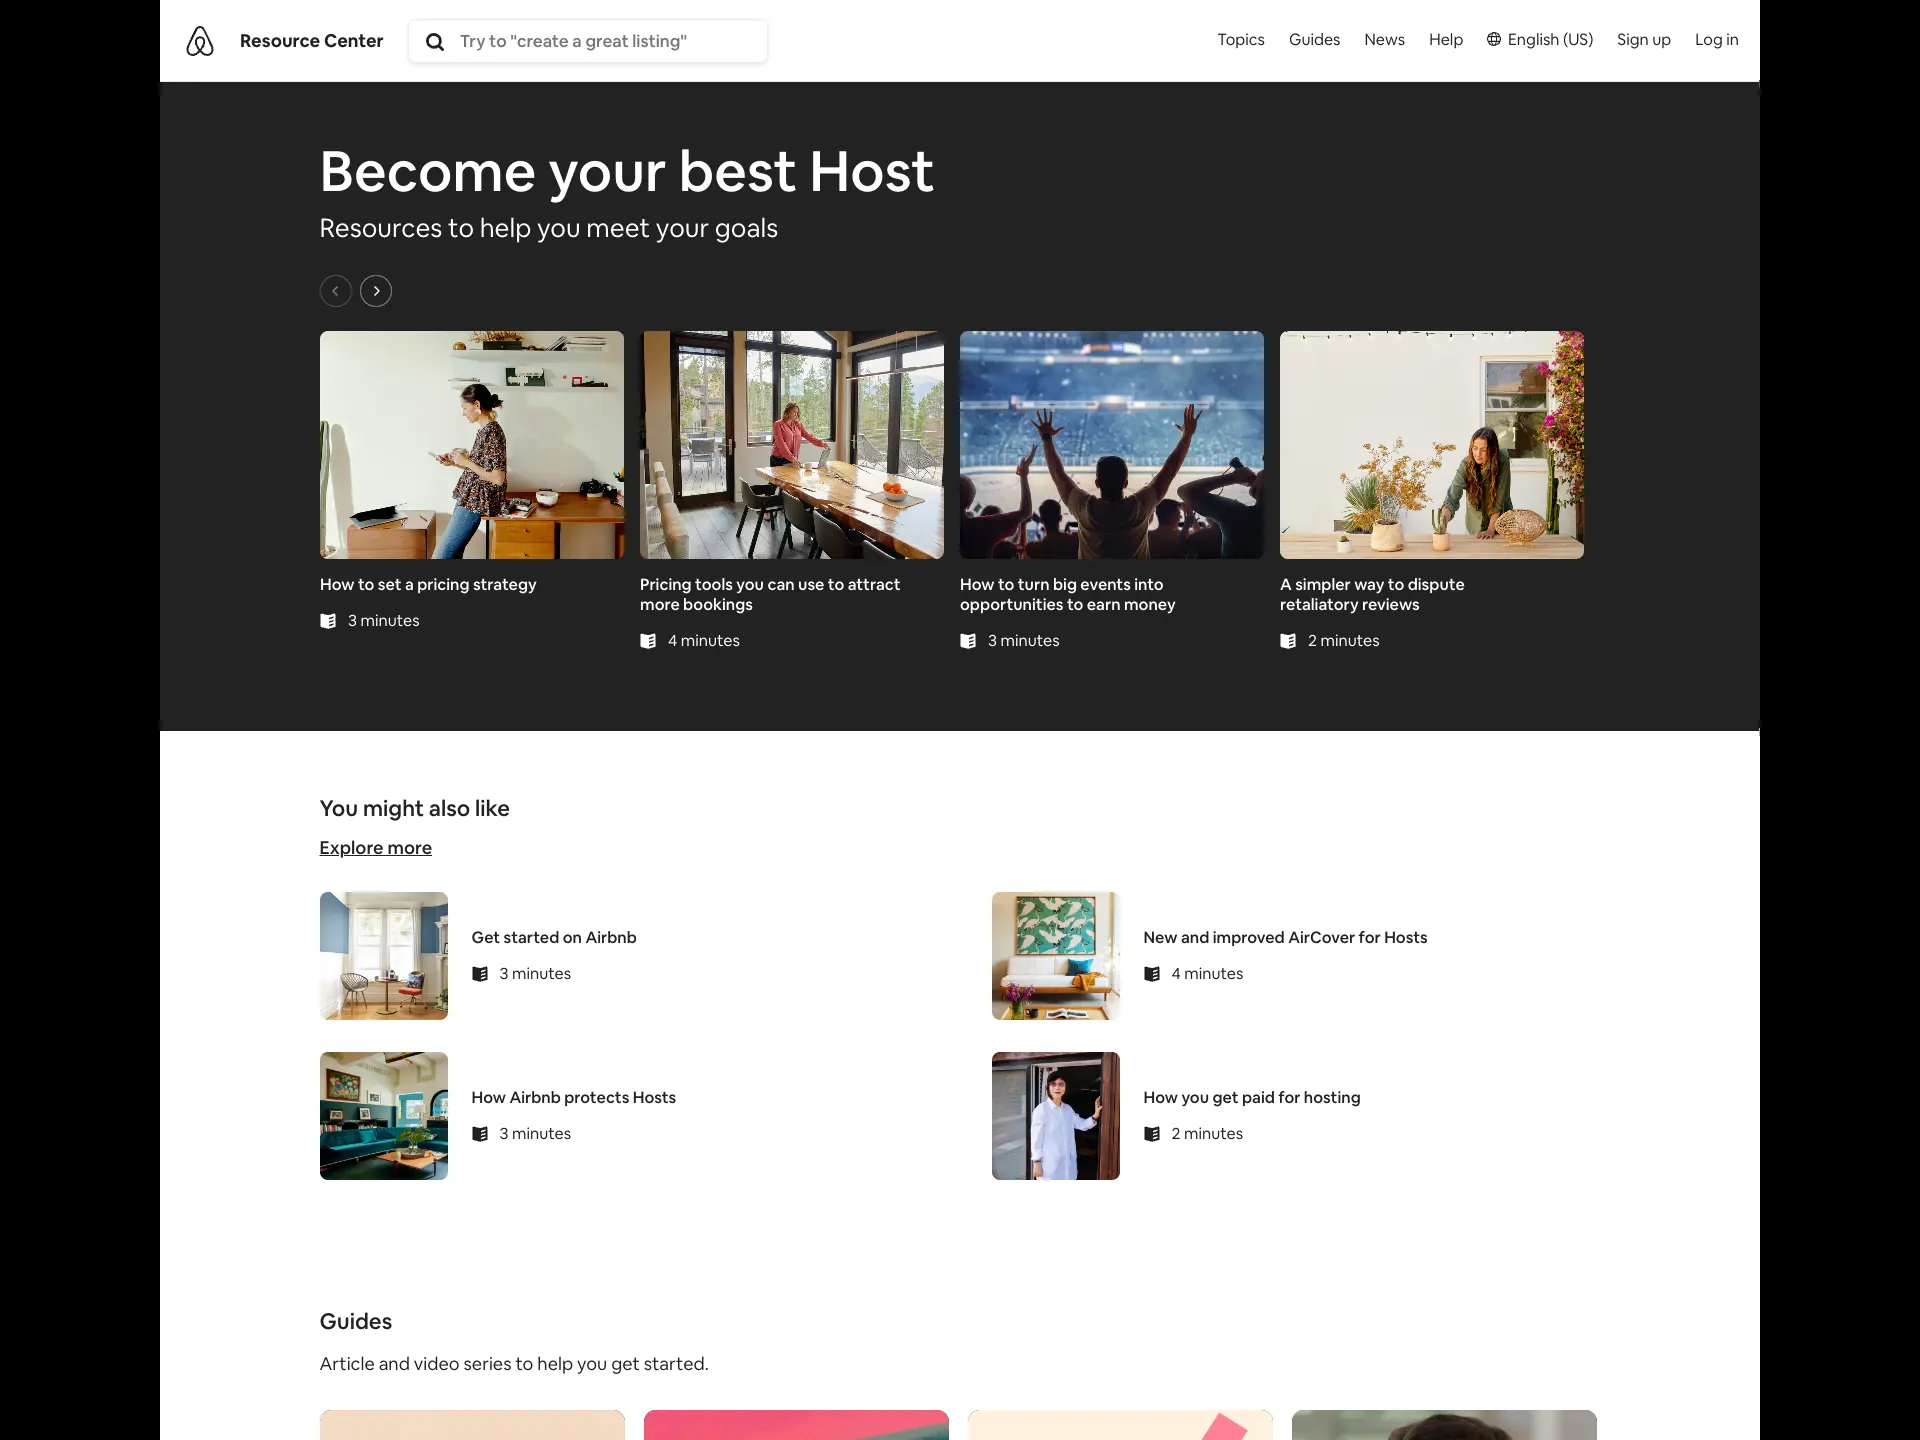 Resource Center
Try to "create a great listing"
Topics
Guides
News
Help
English (US)
Sign up
Log in
Become your best Host
Resources to help you meet your goals
How to set a pricing strategy
3 minutes
Pricing tools you can use to attract
more bookings
4 minutes
How to turn big events into
opportunities to earn money
3 minutes
A simpler way to dispute
retaliatory reviews
2 minutes
You might also like
Explore more
Get started on Airbnb
3 minutes
New and improved AirCover for Hosts
4 minutes
How Airbnb protects Hosts
3 minutes
How you get paid for hosting
2 minutes
Guides
Article and video series to help you get started.